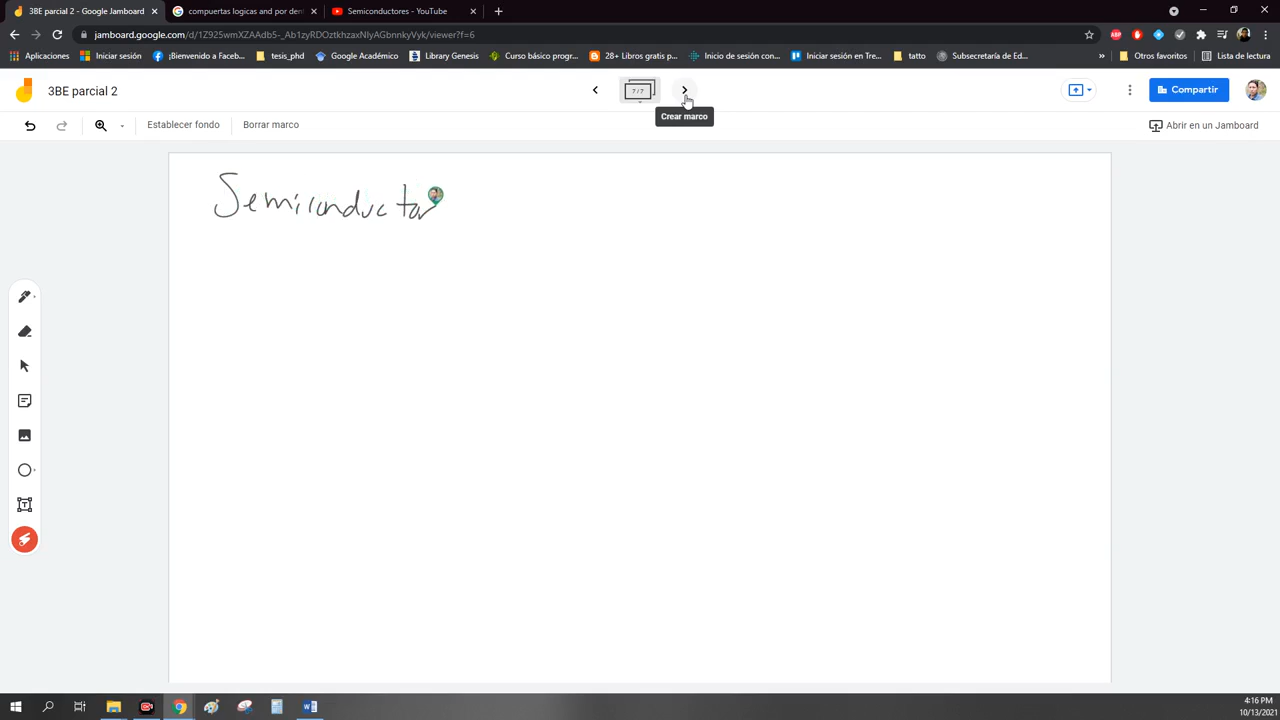 3BE parcial 2 - Google Jamboard
compuertas logicas and por dent
Semiconductores - YouTube
jamboard.google.com/d/1Z925wmXZAAdb5-_Ab1zyRDOztkhzaxNlyAGbnnkyVyk/viewer?f=6
Aplicaciones
Iniciar sesión
¡Bienvenido a Faceb...
tesis_phd
Google Académico
Library Genesis
Curso básico progr...
28+ Libros gratis p...
Inicio de sesión con...
Iniciar sesión en Tre...
tatto
Subsecretaría de Ed...
»
Otros favoritos
Lista de lectura
3BE parcial 2
7 / 7
Compartir
Crear marco
Establecer fondo
Borrar marco
Abrir en un Jamboard
Semiconductor
4:16 PM
10/13/2021